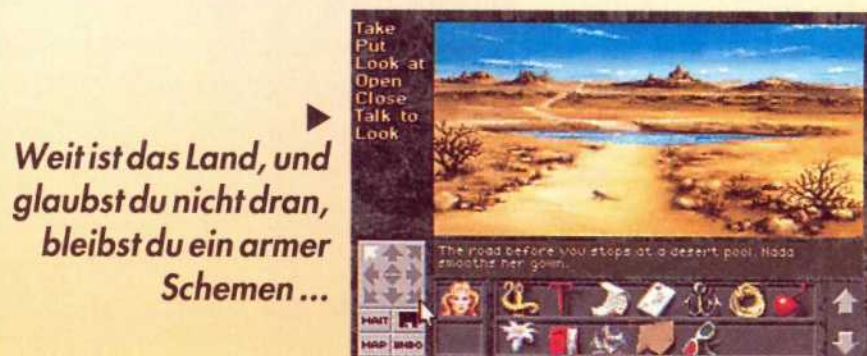 Weit ist das Land, und
glaubst du nicht dran,
bleibst du ein armer
Schemen ...
Take
Put
Look at
Open
Close
Talk to
Look
The road before you stops at a desert pool. Nada
smooths her gown.
WAIT
MAP UNDO